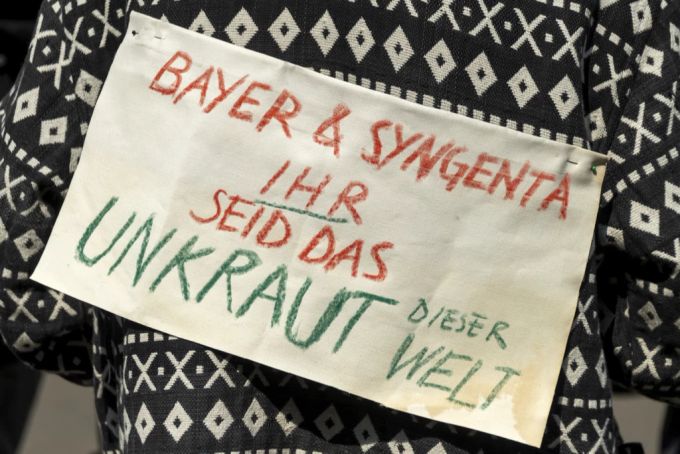 BAYER & SYNGENTA
IHR
SEID DAS
UNKRAUT DIESER
WELT